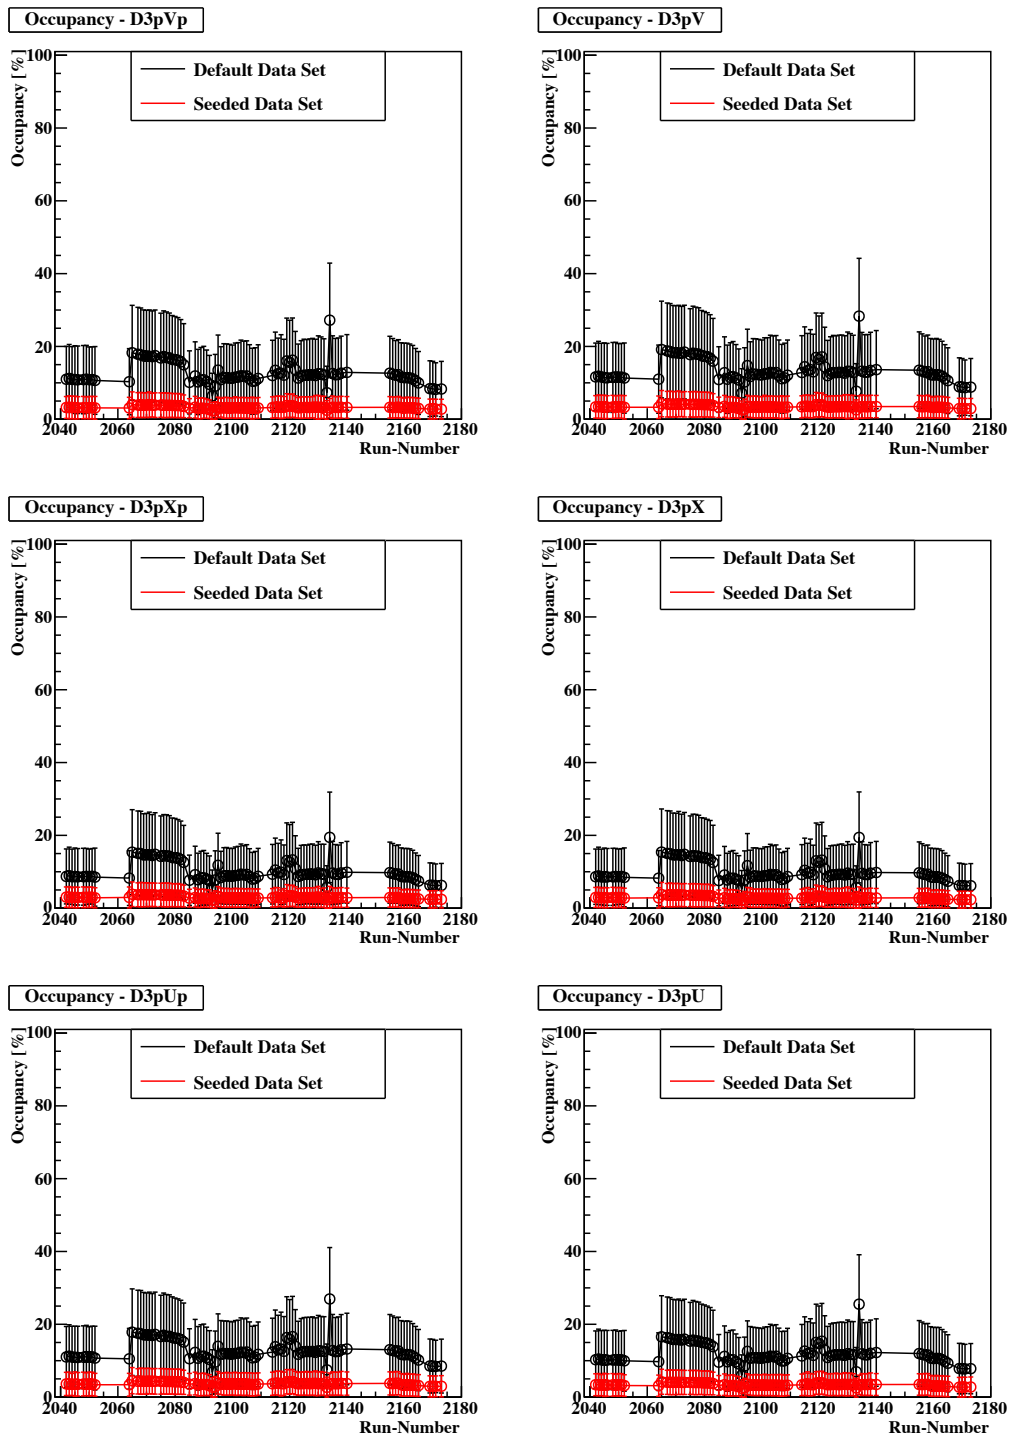 Occupancy - D3pVp
Occupancy [%]
100
80
60
40
20
0
Default Data Set
Seeded Data Set
2040 2060 2080 2100 2120 2140 2160 2180
Run-Number
Occupancy - D3pV
Occupancy [%]
100
80
60
40
20
0
Default Data Set
Seeded Data Set
2040 2060 2080 2100 2120 2140 2160 2180
Run-Number
Occupancy - D3pXp
Occupancy [%]
100
80
60
40
20
0
Default Data Set
Seeded Data Set
2040 2060 2080 2100 2120 2140 2160 2180
Run-Number
Occupancy - D3pX
Occupancy [%]
100
80
60
40
20
0
Default Data Set
Seeded Data Set
2040 2060 2080 2100 2120 2140 2160 2180
Run-Number
Occupancy - D3pUp
Occupancy [%]
100
80
60
40
20
0
Default Data Set
Seeded Data Set
2040 2060 2080 2100 2120 2140 2160 2180
Run-Number
Occupancy - D3pU
Occupancy [%]
100
80
60
40
20
0
Default Data Set
Seeded Data Set
2040 2060 2080 2100 2120 2140 2160 2180
Run-Number